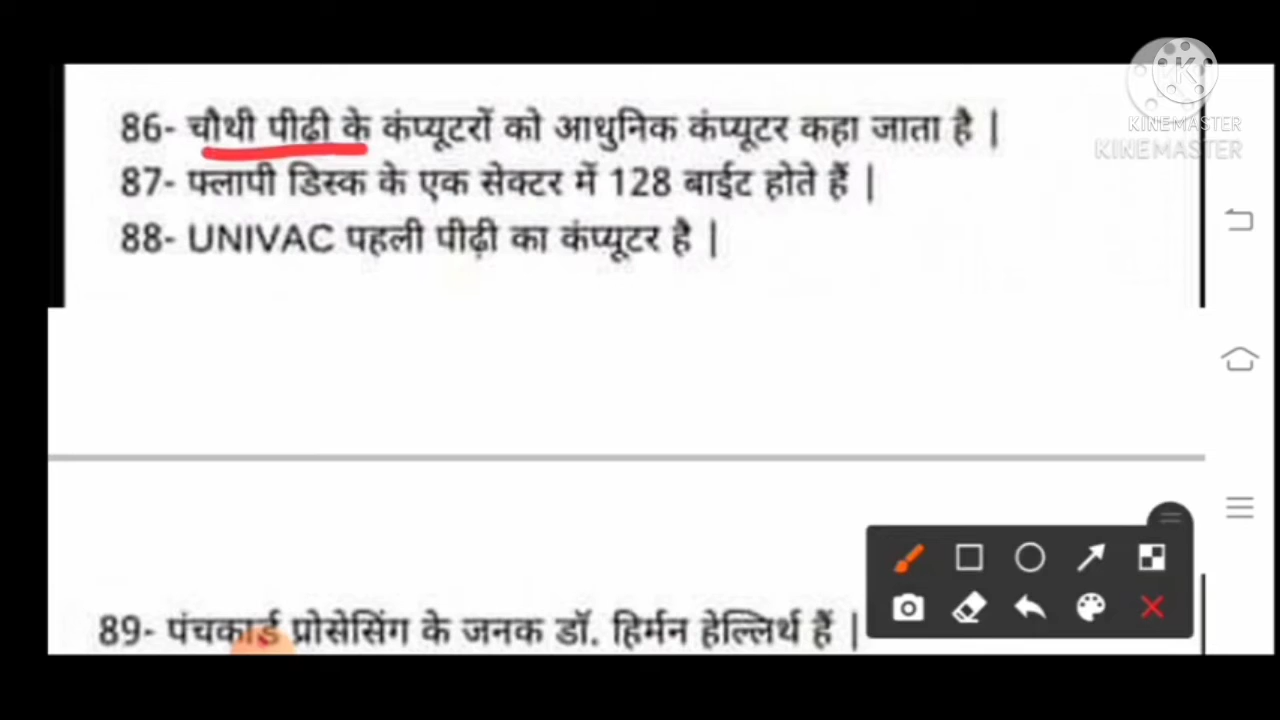 KINEMASTER
KINEMASTER
86- चौथी पीढी के कंप्यूटरों को आधुनिक कंप्यूटर कहा जाता है |
87- फ्लापी डिस्क के एक सेक्टर में 128 बाईट होते हैं |
88- UNIVAC पहली पीढ़ी का कंप्यूटर है |
89- पंचकार्ड प्रोसेसिंग के जनक डॉ. हिर्मन हेल्लिर्थ हैं |